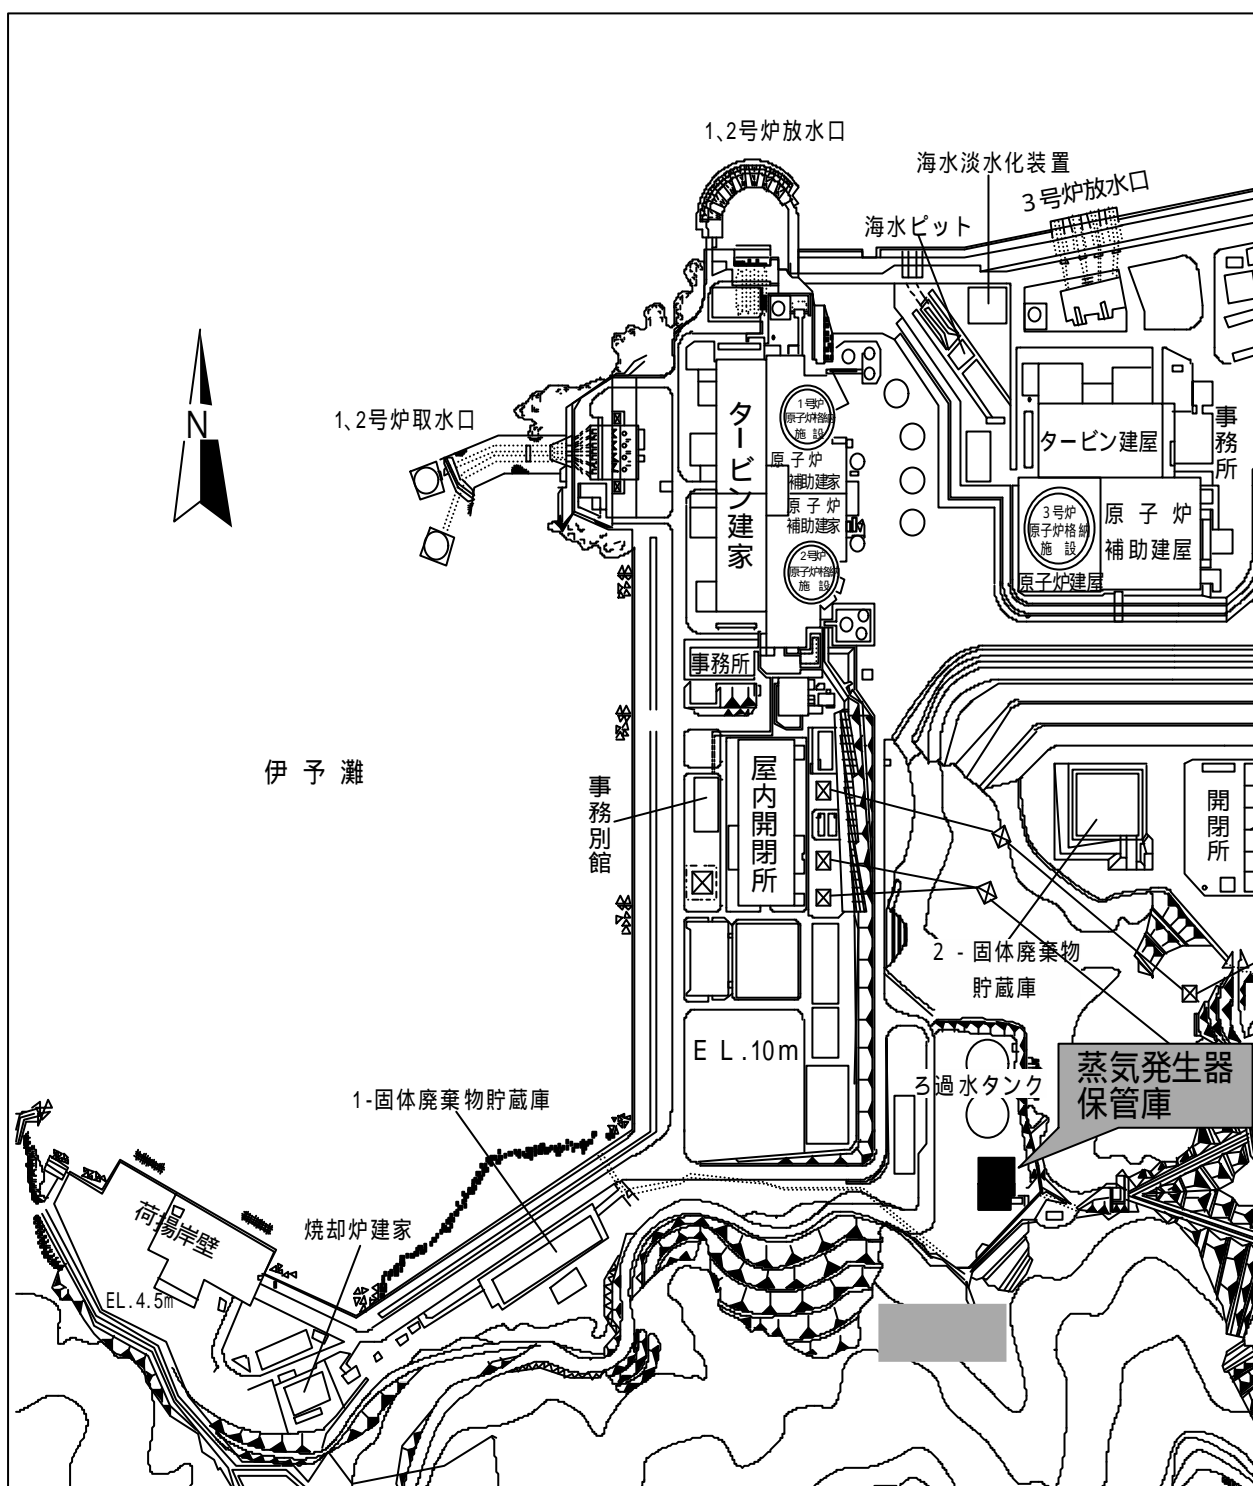 1、2号炉放水口
海水淡水化装置
3号炉放水口
海水ピット
N
1、2号炉取水口
タービン建家
1号炉
原子炉格納
施設
原子炉
補助建家
原子炉
補助建家
2号炉
原子炉格納
施設
タービン建屋
事務所
3号炉
原子炉格納
施設
原子炉
補助建屋
原子炉建屋
事務所
伊予灘
事務別館
屋内開閉所
開閉所
2-固体廃棄物
貯蔵庫
EL.10m
ろ過水タンク
蒸気発生器
保管庫
1-固体廃棄物貯蔵庫
荷揚岸壁
焼却炉建家
EL.4.5m